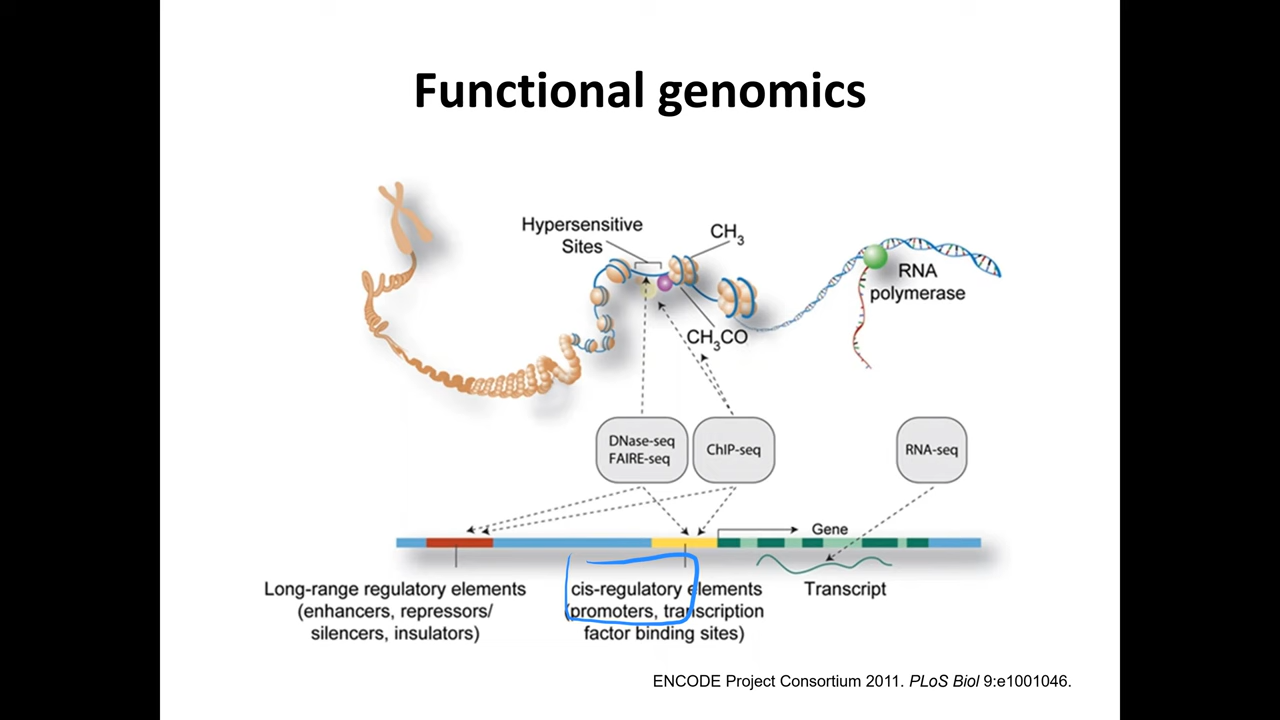 Functional genomics
Hypersensitive
Sites
CH3
RNA
polymerase
CH3CO
DNase-seq
FAIRE-seq
ChIP-seq
RNA-seq
Gene
Long-range regulatory elements
(enhancers, repressors/
silencers, insulators)
cis-regulatory elements
(promoters, transcription
factor binding sites)
Transcript
ENCODE Project Consortium 2011. PLoS Biol 9:e1001046.